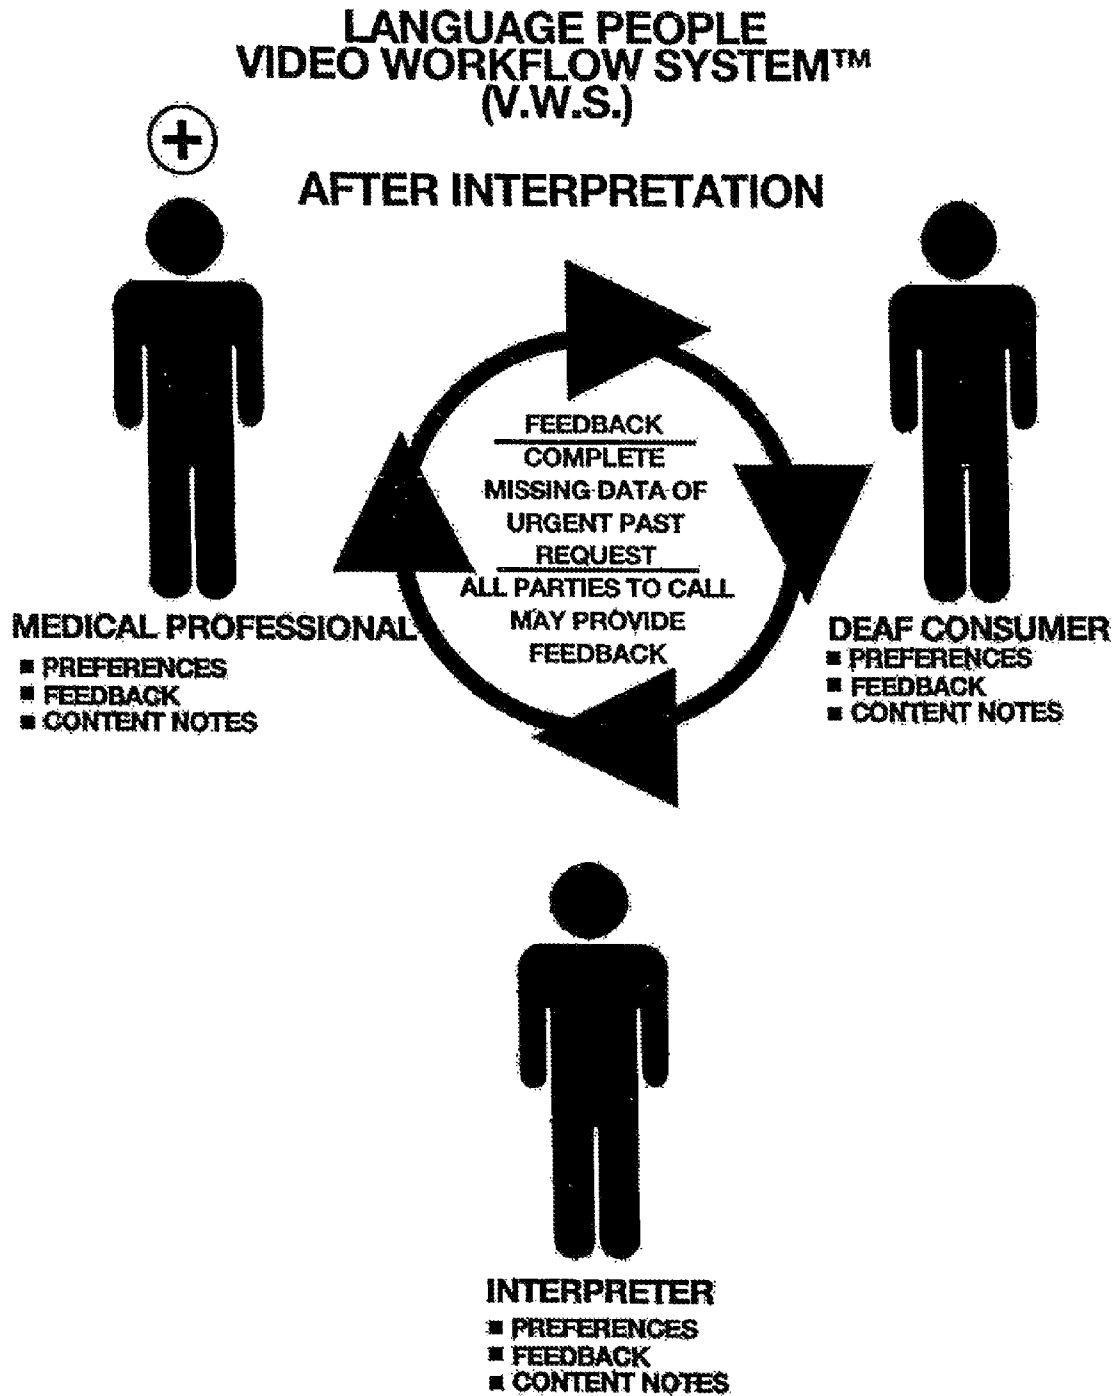 LANGUAGE PEOPLE
VIDEO WORKFLOW SYSTEM™
(V.W.S.)
AFTER INTERPRETATION
FEEDBACK
COMPLETE
MISSING DATA OF
URGENT PAST
REQUEST
ALL PARTIES TO CALL
MAY PROVIDE
FEEDBACK
MEDICAL PROFESSIONAL
■ PREFERENCES
■ FEEDBACK
■ CONTENT NOTES
DEAF CONSUMER
■ PREFERENCES
■ FEEDBACK
■ CONTENT NOTES
INTERPRETER
■ PREFERENCES
■ FEEDBACK
■ CONTENT NOTES